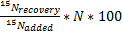 ¹⁵N_recovery / ¹⁵N_added * N * 100